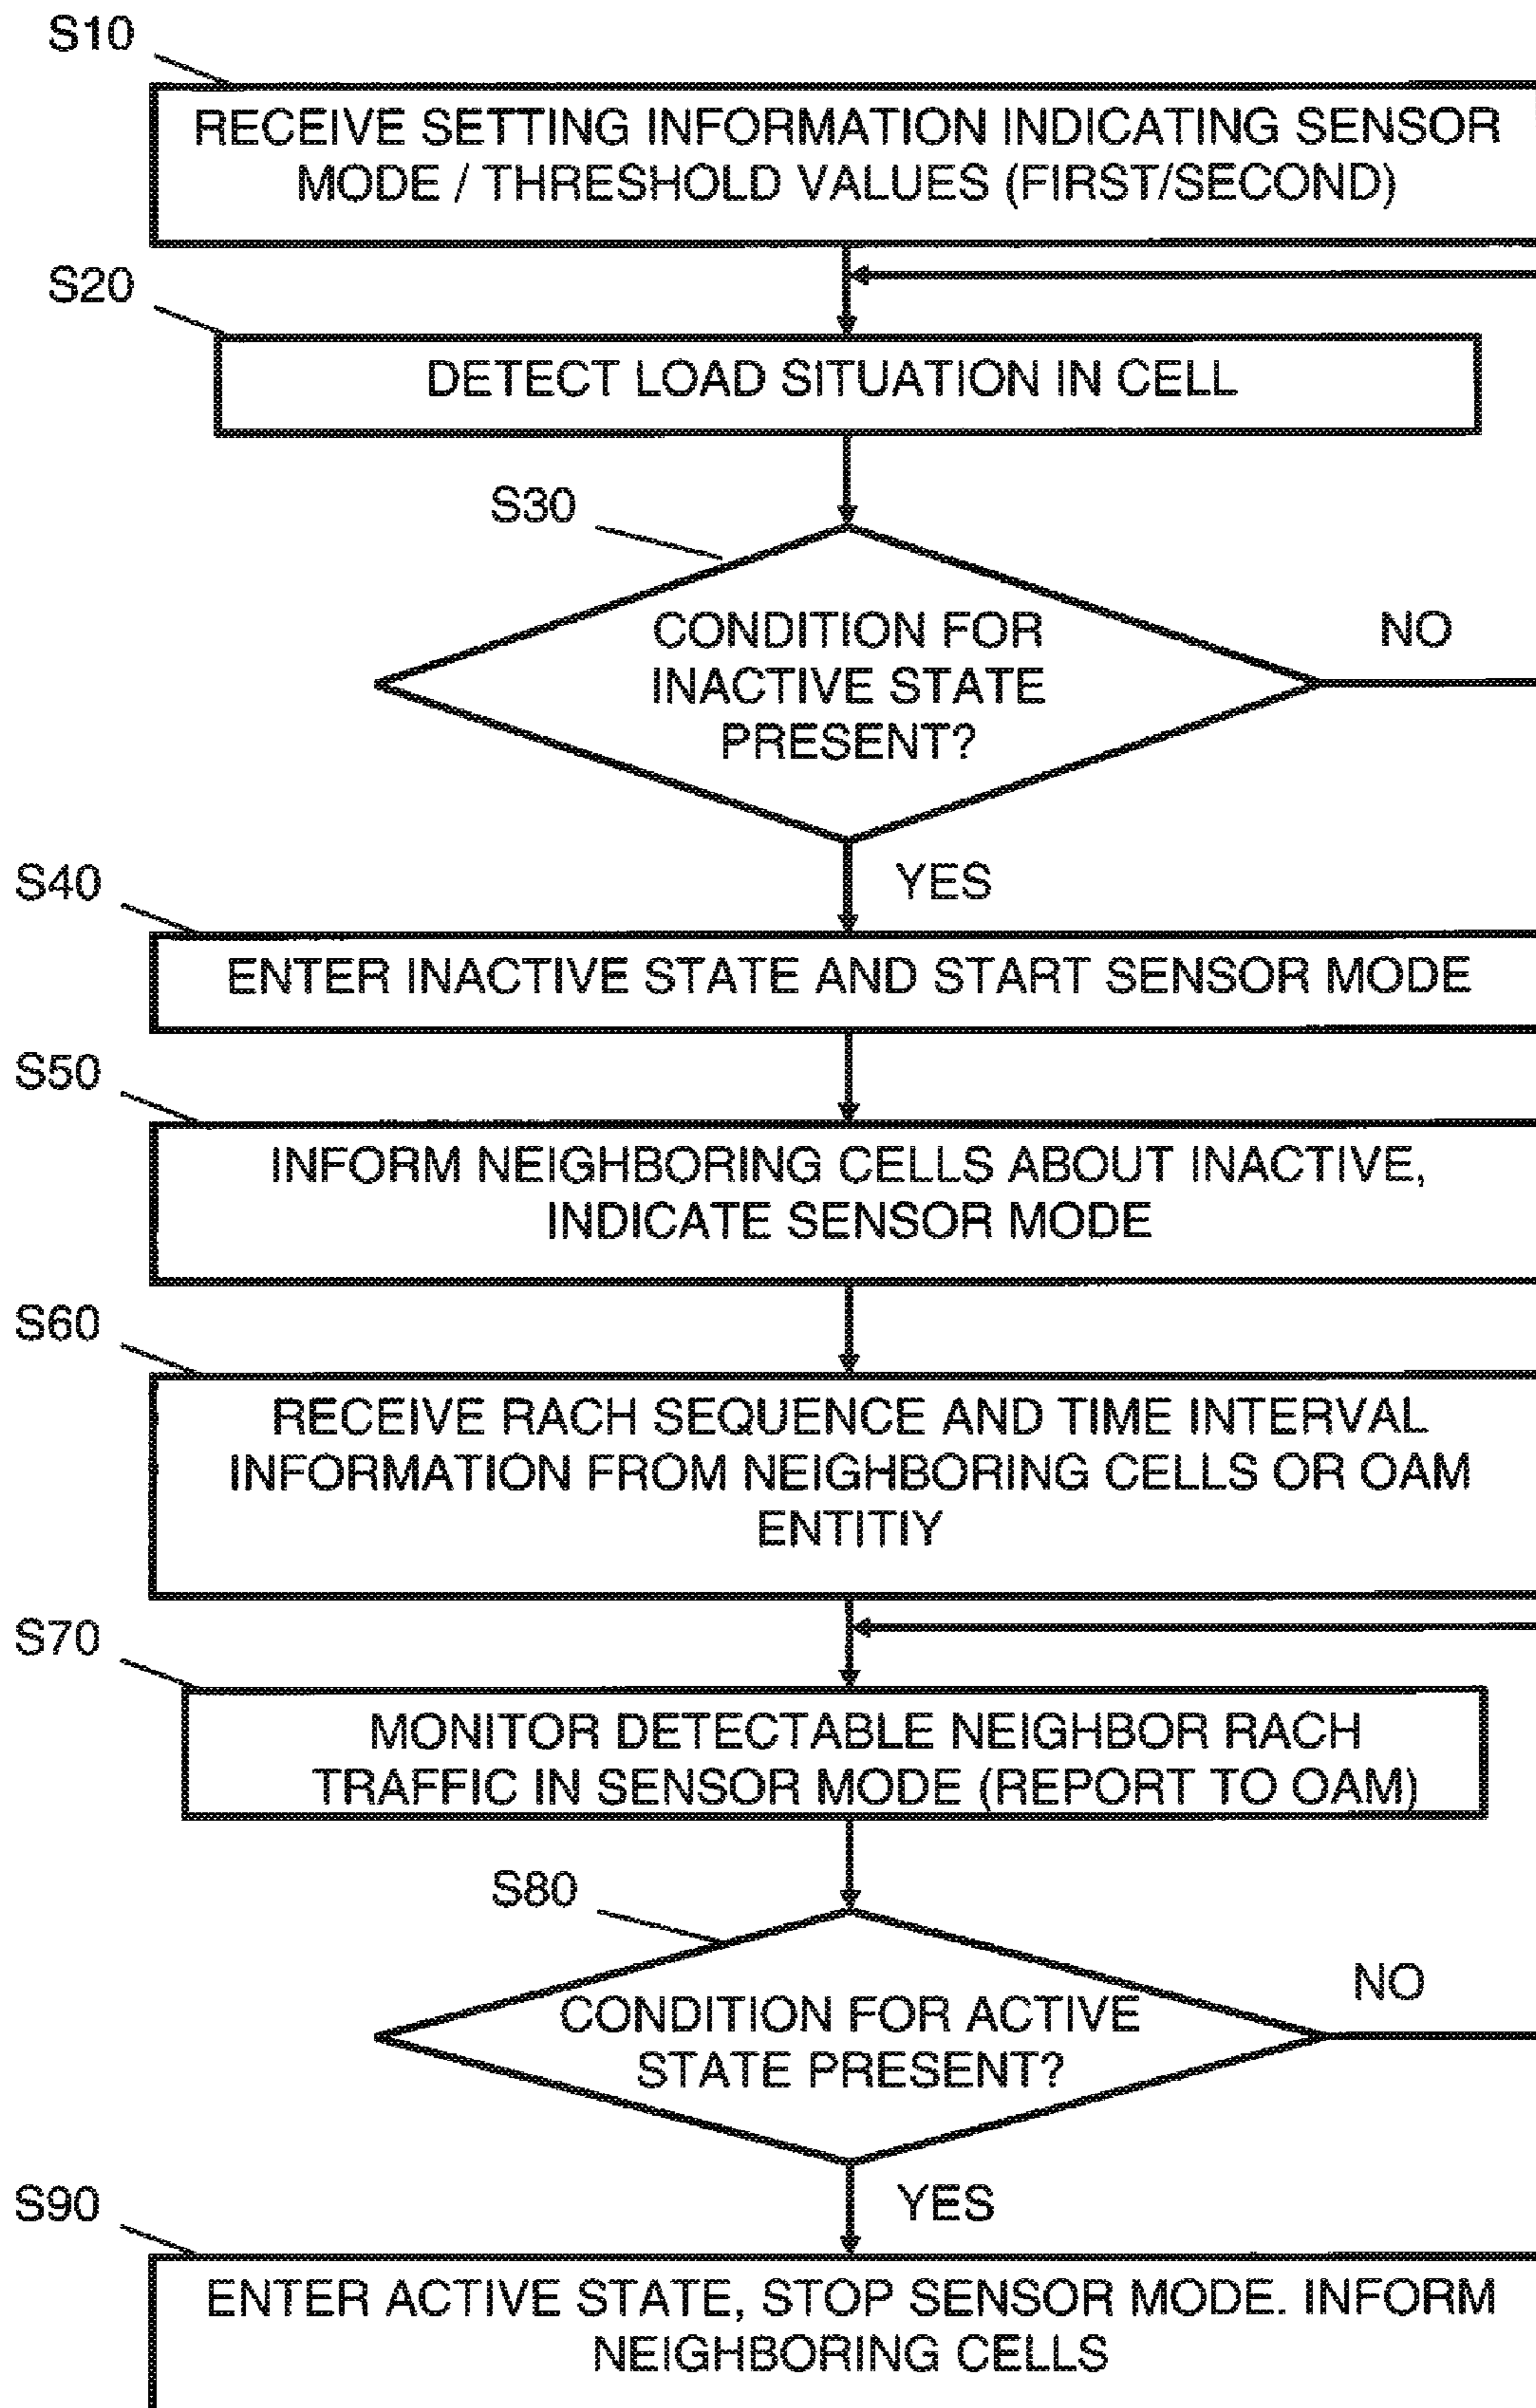 S10
RECEIVE SETTING INFORMATION INDICATING SENSOR
MODE / THRESHOLD VALUES (FIRST/SECOND)
S20
DETECT LOAD SITUATION IN CELL
S30
CONDITION FOR
INACTIVE STATE
PRESENT?
NO
YES
S40
ENTER INACTIVE STATE AND START SENSOR MODE
S50
INFORM NEIGHBORING CELLS ABOUT INACTIVE,
INDICATE SENSOR MODE
S60
RECEIVE RACH SEQUENCE AND TIME INTERVAL
INFORMATION FROM NEIGHBORING CELLS OR OAM
ENTITIY
S70
MONITOR DETECTABLE NEIGHBOR RACH
TRAFFIC IN SENSOR MODE (REPORT TO OAM)
S80
CONDITION FOR ACTIVE
STATE PRESENT?
NO
YES
S90
ENTER ACTIVE STATE, STOP SENSOR MODE. INFORM
NEIGHBORING CELLS